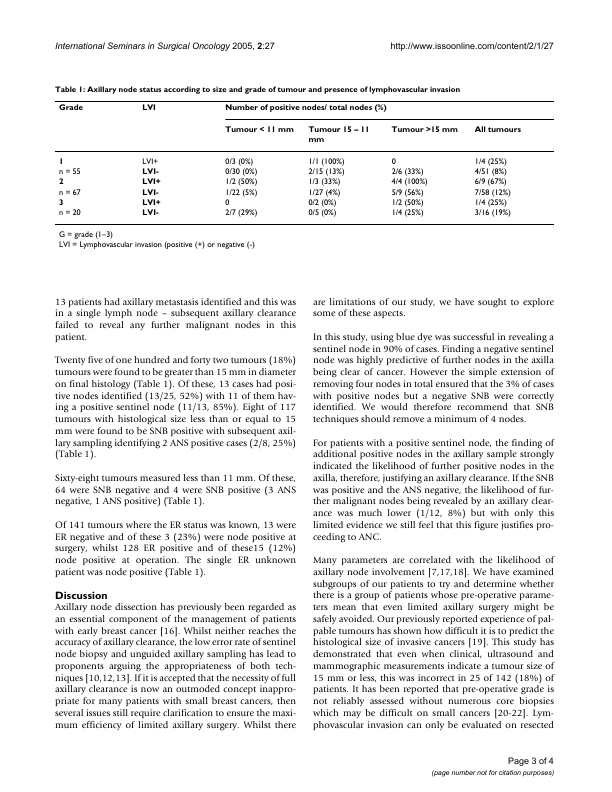 International Seminars in Surgical Oncology 2005, 2:27
http://www.issoonline.com/content/2/1/27
Table 1: Axillary node status according to size and grade of tumour and presence of lymphovascular invasion
Grade LVI Number of positive nodes/ total nodes (%)
Tumour < 11 mm Tumour 15 – 11 mm Tumour >15 mm All tumours
1 LVI+ 0/3 (0%) 1/1 (100%) 0 1/4 (25%)
n = 55 LVI- 0/30 (0%) 2/15 (13%) 2/6 (33%) 4/51 (8%)
2 LVI+ 1/2 (50%) 1/3 (33%) 4/4 (100%) 6/9 (67%)
n = 67 LVI- 1/22 (5%) 1/27 (4%) 5/9 (56%) 7/58 (12%)
3 LVI+ 0 0/2 (0%) 1/2 (50%) 1/4 (25%)
n = 20 LVI- 2/7 (29%) 0/5 (0%) 1/4 (25%) 3/16 (19%)
G = grade (1–3)
LVI = Lymphovascular invasion (positive (+) or negative (-)
13 patients had axillary metastasis identified and this was
in a single lymph node – subsequent axillary clearance
failed to reveal any further malignant nodes in this
patient.
Twenty five of one hundred and forty two tumours (18%)
tumours were found to be greater than 15 mm in diameter
on final histology (Table 1). Of these, 13 cases had posi-
tive nodes identified (13/25, 52%) with 11 of them hav-
ing a positive sentinel node (11/13, 85%). Eight of 117
tumours with histological size less than or equal to 15
mm were found to be SNB positive with subsequent axil-
lary sampling identifying 2 ANS positive cases (2/8, 25%)
(Table 1).
Sixty-eight tumours measured less than 11 mm. Of these,
64 were SNB negative and 4 were SNB positive (3 ANS
negative, 1 ANS positive) (Table 1).
Of 141 tumours where the ER status was known, 13 were
ER negative and of these 3 (23%) were node positive at
surgery, whilst 128 ER positive and of these15 (12%)
node positive at operation. The single ER unknown
patient was node positive (Table 1).
Discussion
Axillary node dissection has previously been regarded as
an essential component of the management of patients
with early breast cancer [16]. Whilst neither reaches the
accuracy of axillary clearance, the low error rate of sentinel
node biopsy and unguided axillary sampling has lead to
proponents arguing the appropriateness of both tech-
niques [10,12,13]. If it is accepted that the necessity of full
axillary clearance is now an outmoded concept inappro-
priate for many patients with small breast cancers, then
several issues still require clarification to ensure the maxi-
mum efficiency of limited axillary surgery. Whilst there
are limitations of our study, we have sought to explore
some of these aspects.
In this study, using blue dye was successful in revealing a
sentinel node in 90% of cases. Finding a negative sentinel
node was highly predictive of further nodes in the axilla
being clear of cancer. However the simple extension of
removing four nodes in total ensured that the 3% of cases
with positive nodes but a negative SNB were correctly
identified. We would therefore recommend that SNB
techniques should remove a minimum of 4 nodes.
For patients with a positive sentinel node, the finding of
additional positive nodes in the axillary sample strongly
indicated the likelihood of further positive nodes in the
axilla, therefore, justifying an axillary clearance. If the SNB
was positive and the ANS negative, the likelihood of fur-
ther malignant nodes being revealed by an axillary clear-
ance was much lower (1/12, 8%) but with only this
limited evidence we still feel that this figure justifies pro-
ceeding to ANC.
Many parameters are correlated with the likelihood of
axillary node involvement [7,17,18]. We have examined
subgroups of our patients to try and determine whether
there is a group of patients whose pre-operative parame-
ters mean that even limited axillary surgery might be
safely avoided. Our previously reported experience of pal-
pable tumours has shown how difficult it is to predict the
histological size of invasive cancers [19]. This study has
demonstrated that even when clinical, ultrasound and
mammographic measurements indicate a tumour size of
15 mm or less, this was incorrect in 25 of 142 (18%) of
patients. It has been reported that pre-operative grade is
not reliably assessed without numerous core biopsies
which may be difficult on small cancers [20-22]. Lym-
phovascular invasion can only be evaluated on resected
Page 3 of 4
(page number not for citation purposes)